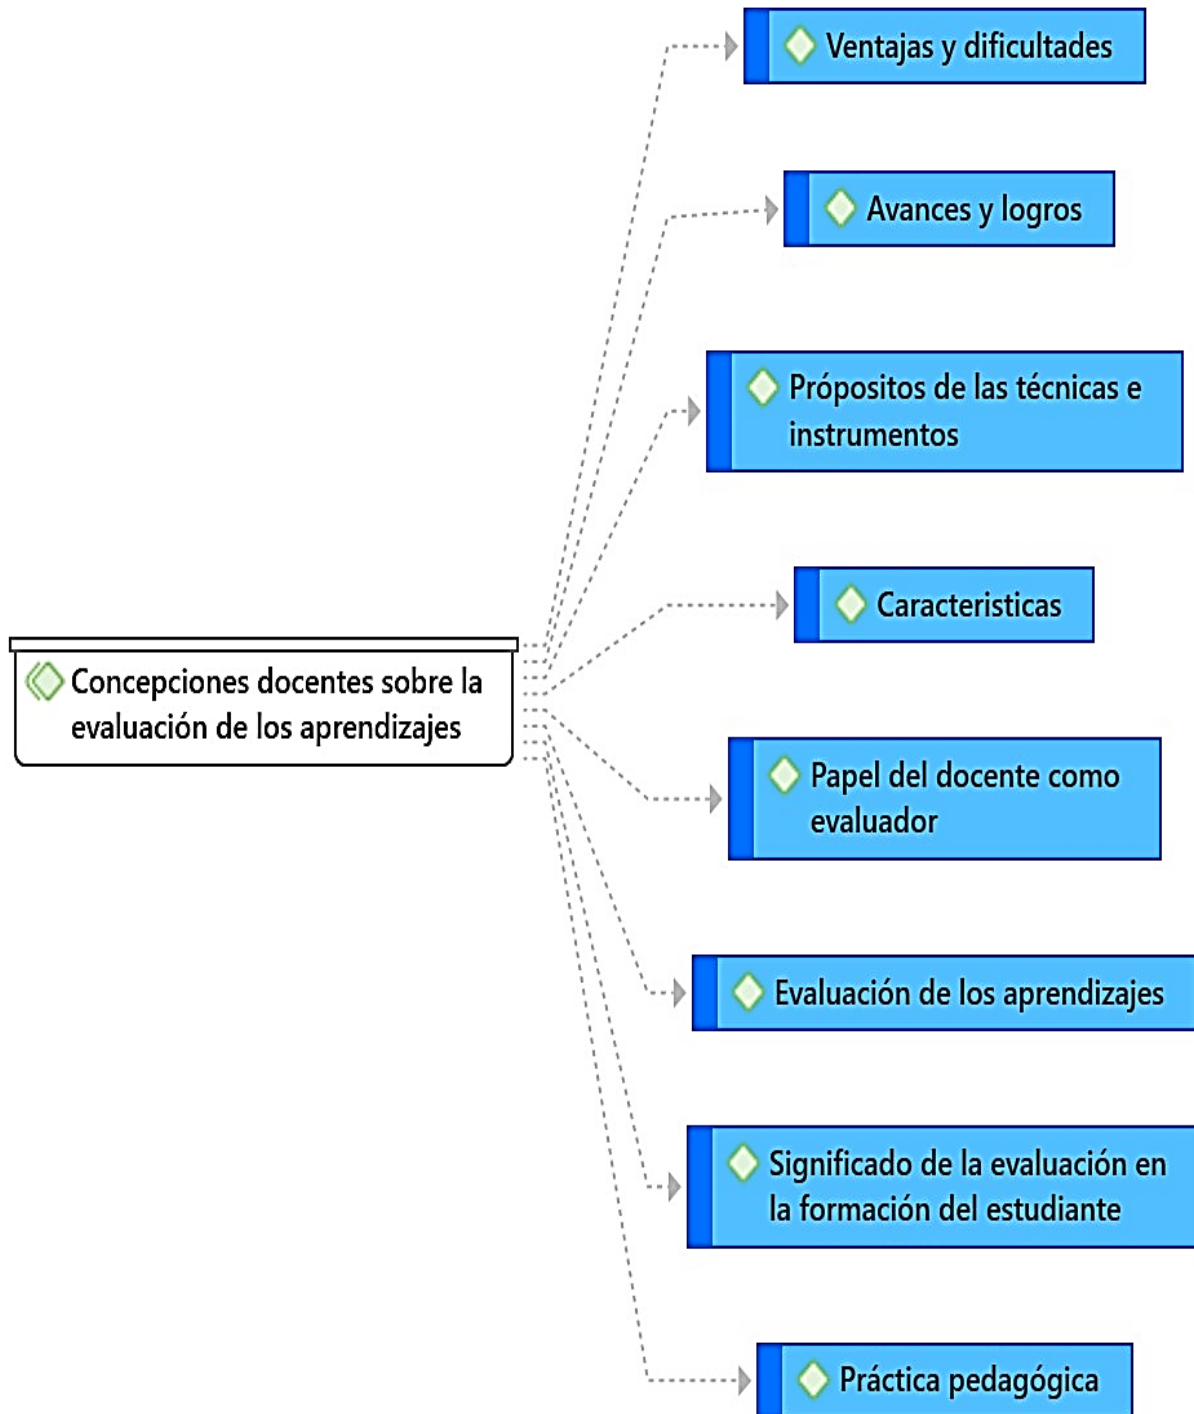 Ventajas y dificultades
Avances y logros
Própositos de las técnicas e
instrumentos
Caracteristicas
Concepciones docentes sobre la
evaluación de los aprendizajes
Papel del docente como
evaluador
Evaluación de los aprendizajes
Significado de la evaluación en
la formación del estudiante
Práctica pedagógica